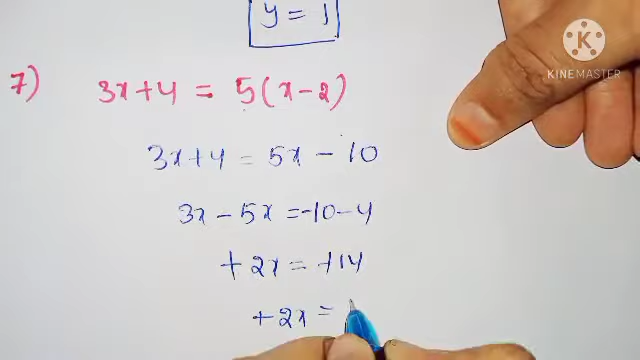 y = 1
7) 3x+4 = 5(x-2)
3x+4 = 5x - 10
3x - 5x = -10-4
+2x = +14
+2x =
KINEMASTER